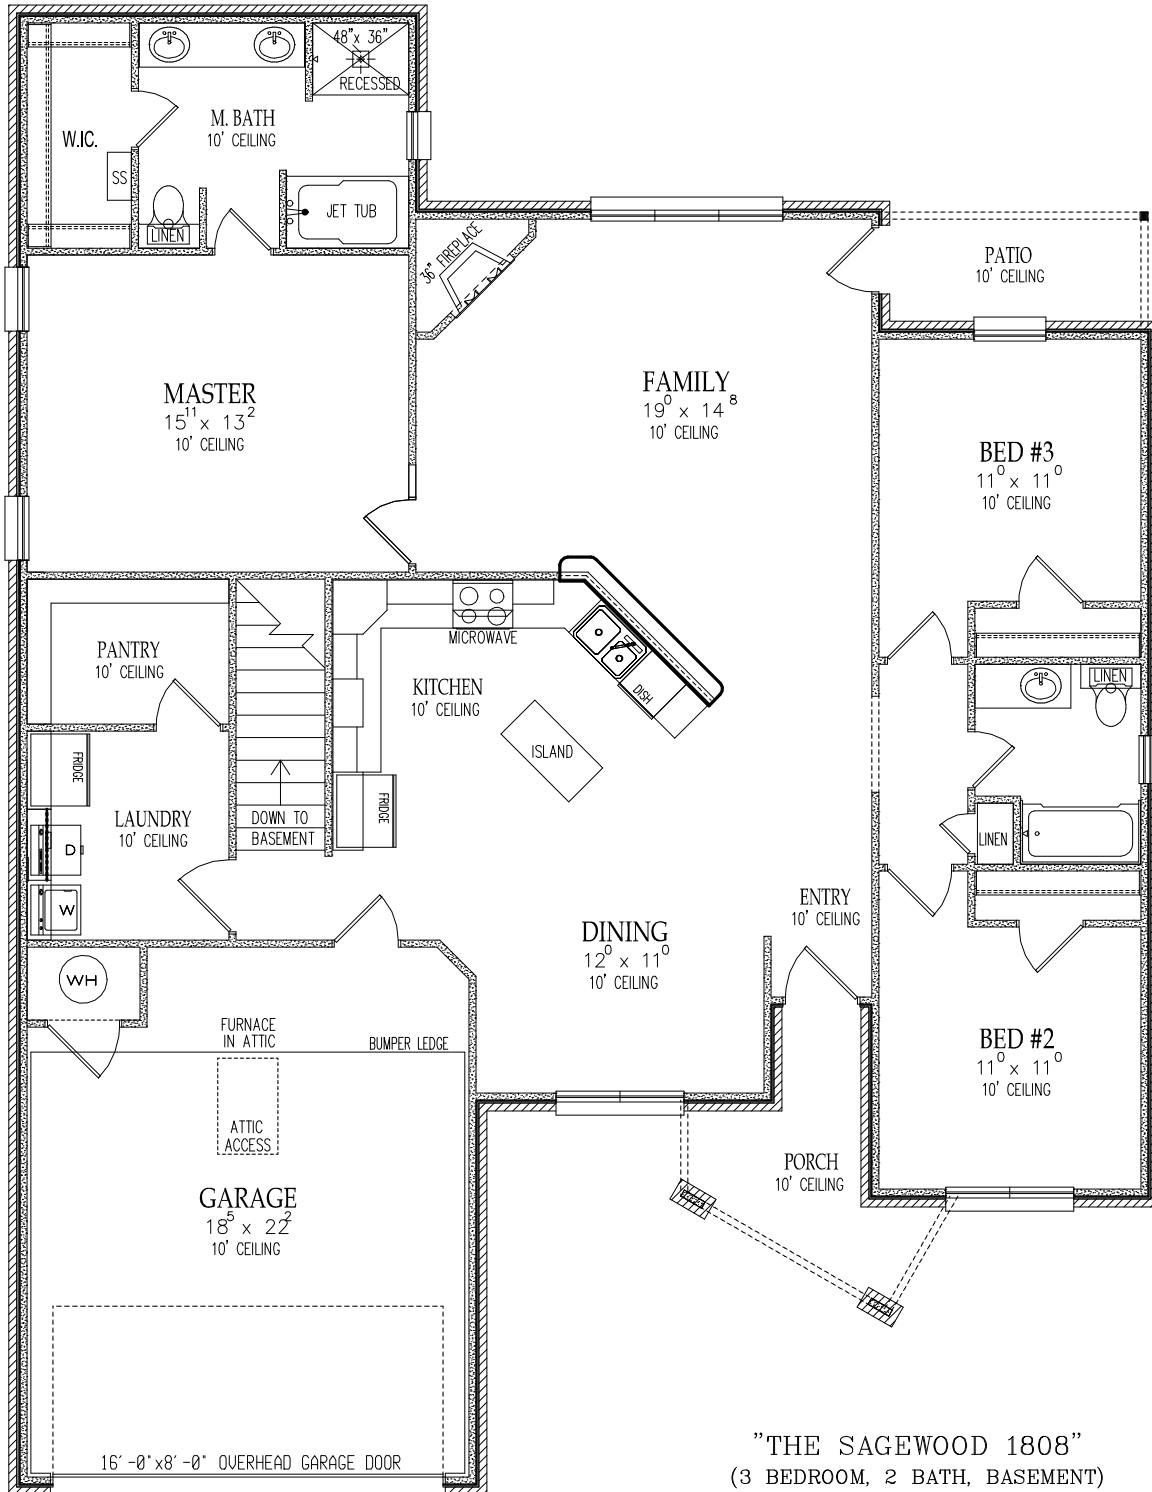 48"x 36"
RECESSED
M. BATH
10' CEILING
W.IC.
SS
LINEN
JET TUB
36" FIREPLACE
PATIO
10' CEILING
MASTER
15¹¹ x 13²
10' CEILING
FAMILY
19⁰ x 14⁸
10' CEILING
BED #3
11⁰ x 11⁰
10' CEILING
PANTRY
10' CEILING
MICROWAVE
KITCHEN
10' CEILING
DISH
ISLAND
LINEN
FRIDGE
FRIDGE
LAUNDRY
10' CEILING
DOWN TO
BASEMENT
D
W
LINEN
ENTRY
10' CEILING
DINING
12⁰ x 11⁰
10' CEILING
WH
FURNACE
IN ATTIC
BUMPER LEDGE
BED #2
11⁰ x 11⁰
10' CEILING
ATTIC
ACCESS
PORCH
10' CEILING
GARAGE
18⁵ x 22²
10' CEILING
16'-0"x8'-0" OVERHEAD GARAGE DOOR
"THE SAGEWOOD 1808"
(3 BEDROOM, 2 BATH, BASEMENT)